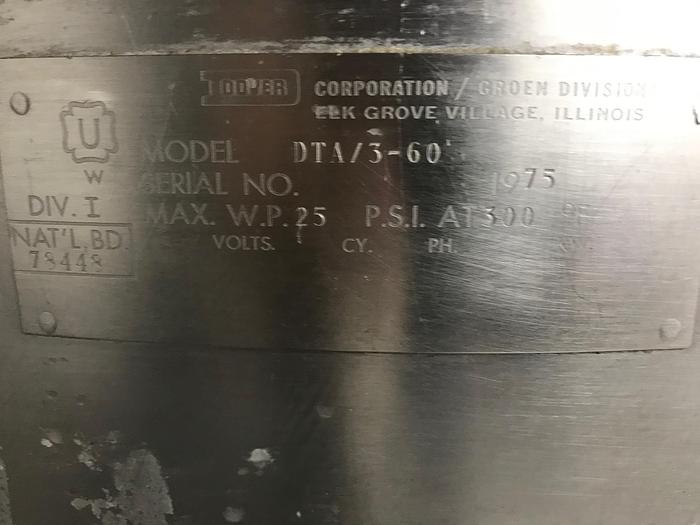 DOVER CORPORATION / GROEN DIVISION
ELK GROVE VILLAGE, ILLINOIS
U
W
MODEL DTA/3-60
SERIAL NO. 1975
DIV. I MAX. W.P. 25 P.S.I. AT 300 °F
NAT'L. BD. VOLTS. CY. PH.
78448